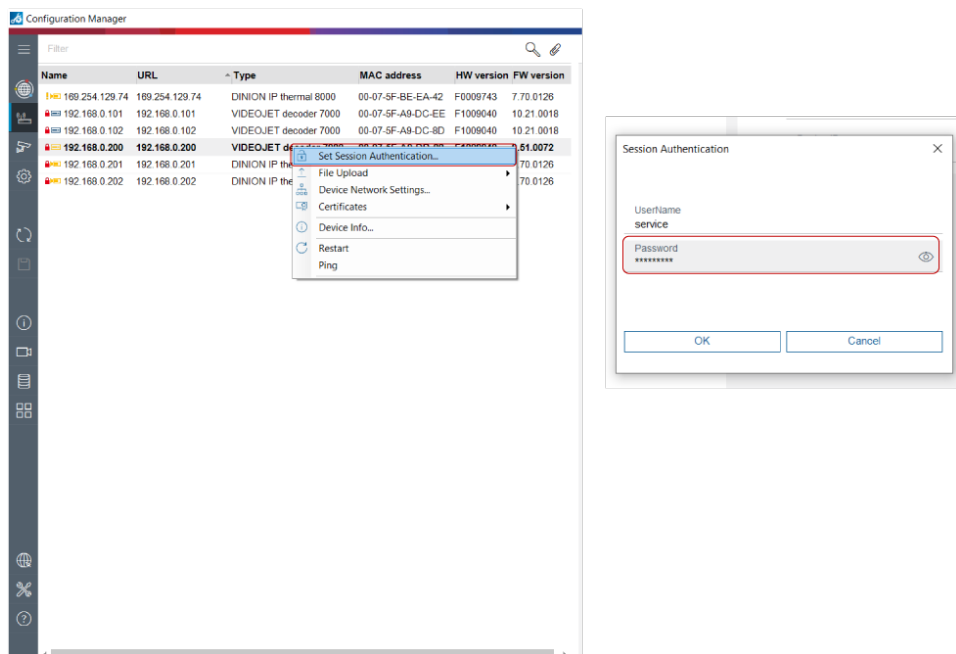 Configuration Manager
Filter
Name URL Type MAC address HW version FW version
169.254.129.74 169.254.129.74 DINION IP thermal 8000 00-07-5F-BE-EA-42 F0009743 7.70.0126
192.168.0.101 192.168.0.101 VIDEOJET decoder 7000 00-07-5F-A9-DC-EE F1009040 10.21.0018
192.168.0.102 192.168.0.102 VIDEOJET decoder 7000 00-07-5F-A9-DC-8D F1009040 10.21.0018
192.168.0.200 192.168.0.200 VIDEOJET .51.0072
192.168.0.201 192.168.0.201 DINION IP the .70.0126
192.168.0.202 192.168.0.202 DINION IP the .70.0126
Set Session Authentication...
File Upload
Device Network Settings...
Certificates
Device Info...
Restart
Ping
Session Authentication
UserName
service
Password
*********
OK Cancel